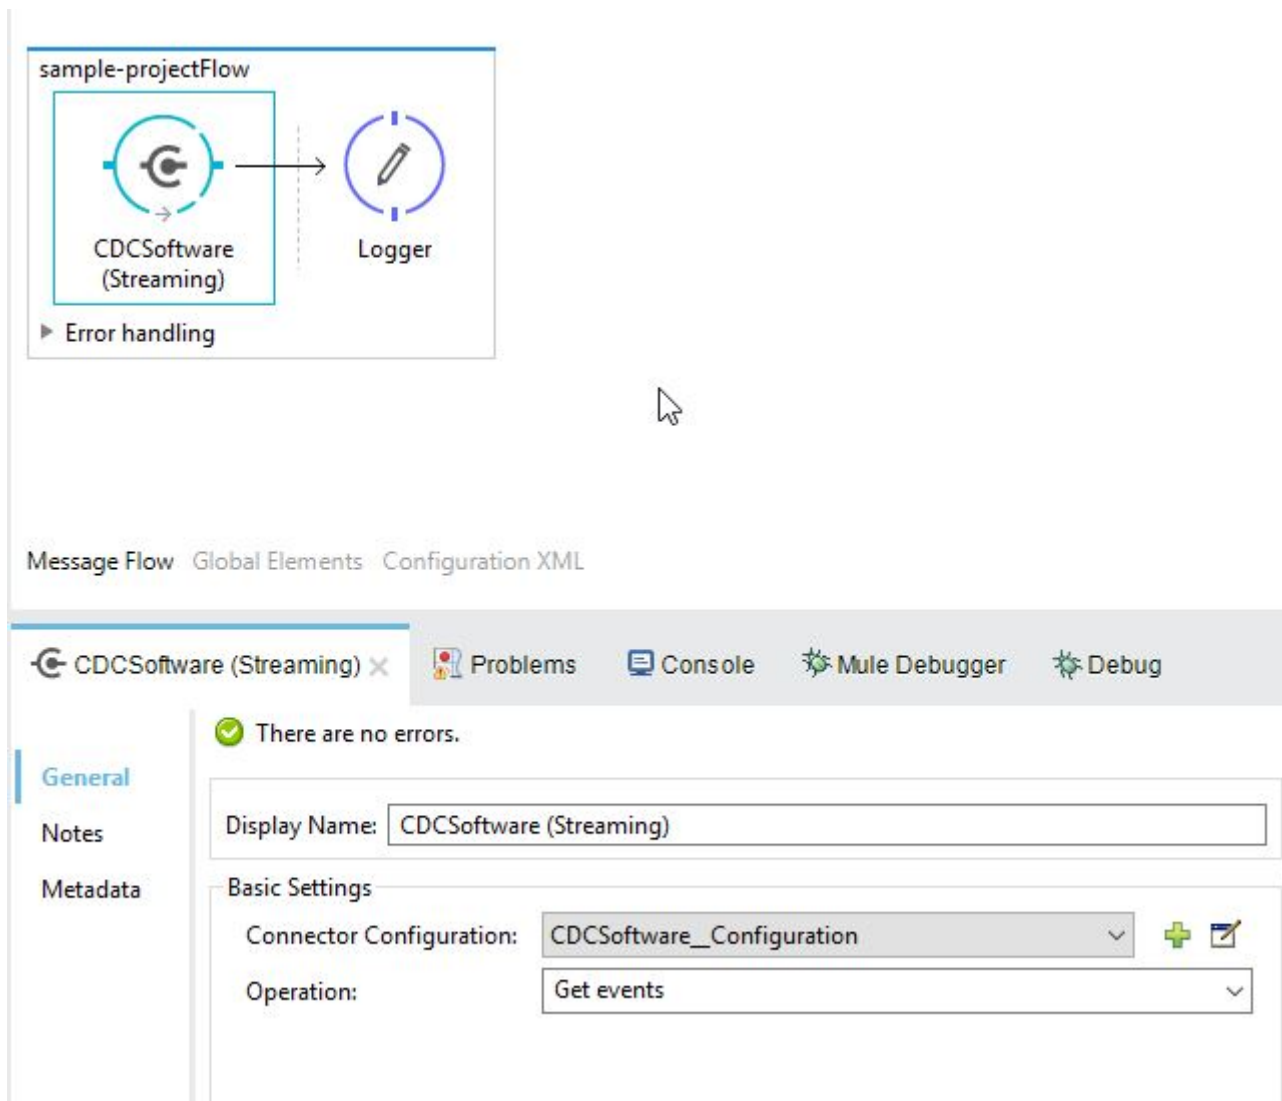 sample-projectFlow
CDCSoftware
(Streaming)
Logger
Error handling
Message Flow Global Elements Configuration XML
CDCSoftware (Streaming) Problems Console Mule Debugger Debug
There are no errors.
General
Notes
Metadata
Display Name: CDCSoftware (Streaming)
Basic Settings
Connector Configuration: CDCSoftware__Configuration
Operation: Get events